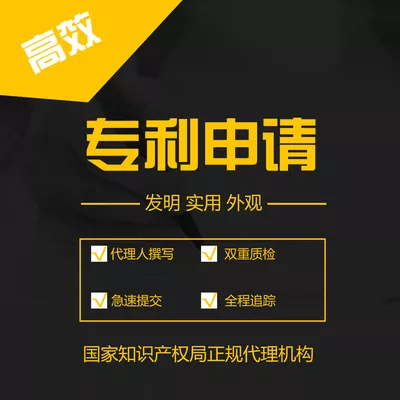 高效
专利申请
发明 实用 外观
代理人撰写 双重质检
急速提交 全程追踪
国家知识产权局正规代理机构